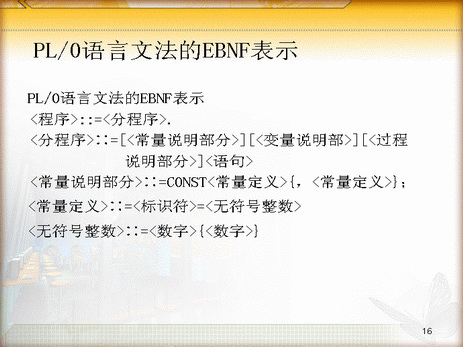 PL/0语言文法的EBNF表示
PL/0语言文法的EBNF表示
<程序>::=<分程序>.
<分程序>::=[<常量说明部分>][<变量说明部>][<过程
说明部分>]<语句>
<常量说明部分>::=CONST<常量定义>{,<常量定义>};
<常量定义>::=<标识符>=<无符号整数>
<无符号整数>::=<数字>{<数字>}
16